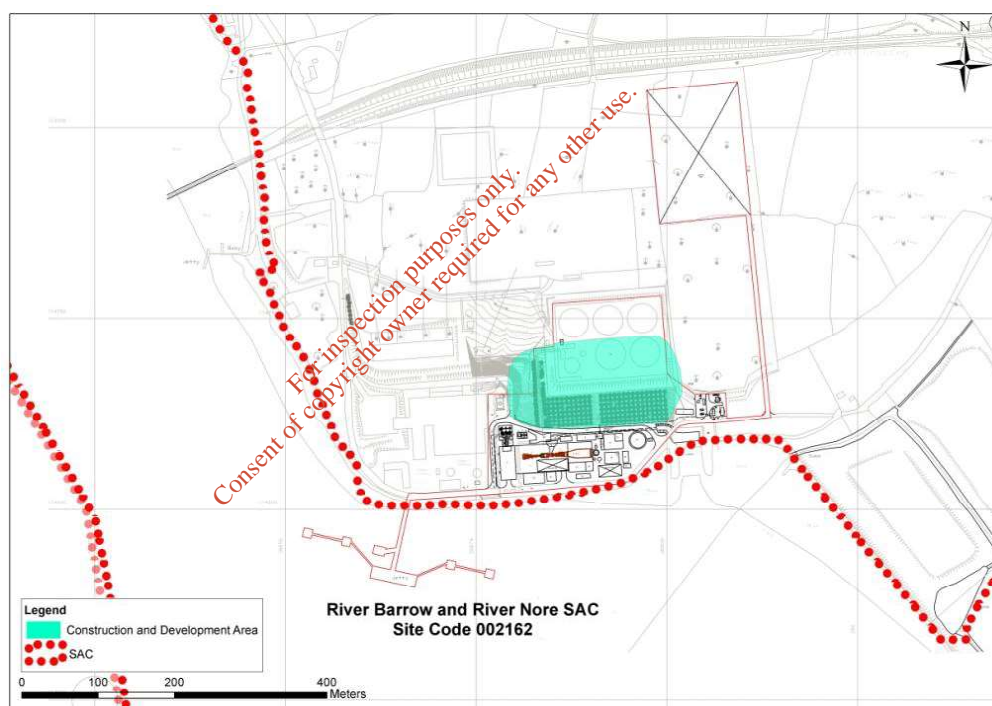 N
For inspection purposes only.
Consent of copyright owner required for any other use.
River Barrow and River Nore SAC
Site Code 002162
Legend
Construction and Development Area
SAC
0 100 200 400
Meters